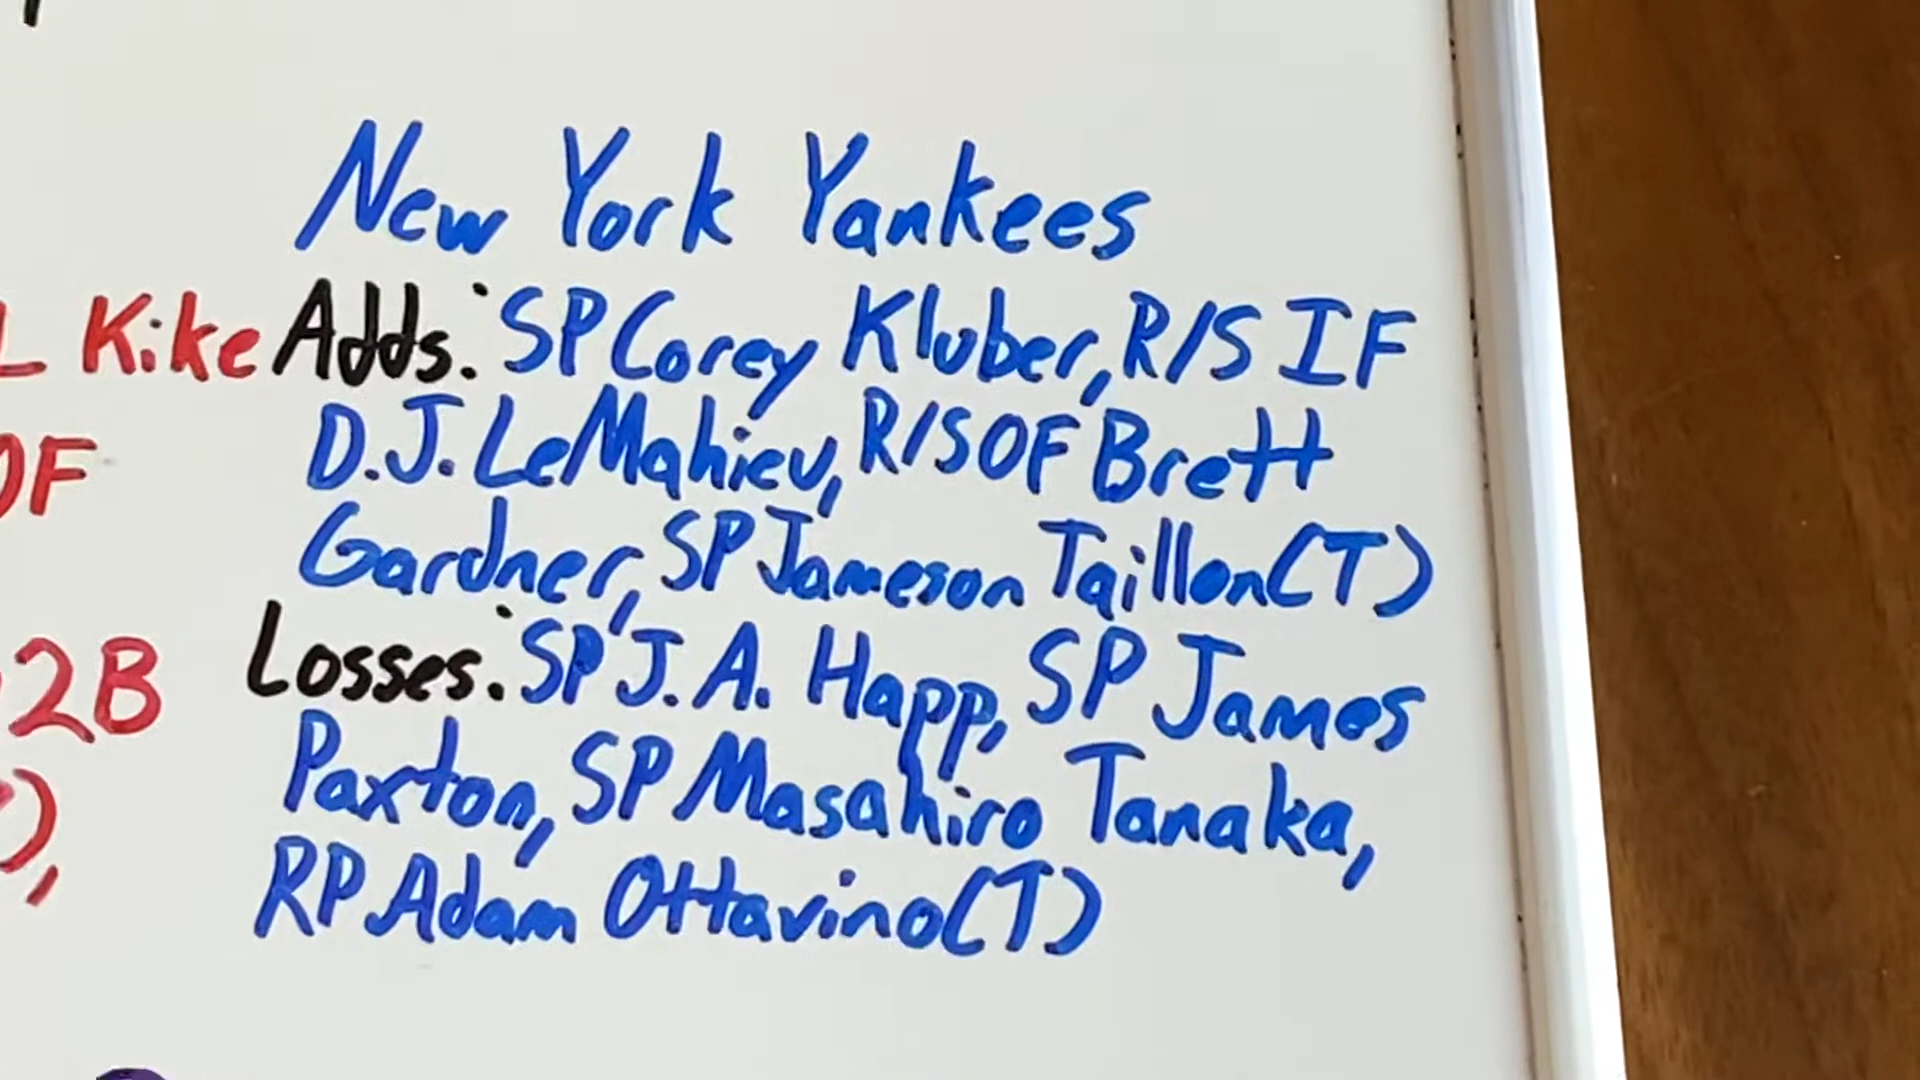 New York Yankees
L Kike
Adds: SP Corey Kluber, R/S IF
OF
D.J. LeMahieu, R/S OF Brett
Gardner, SP Jameson Taillon (T)
2B
Losses: SP J.A. Happ, SP James
Paxton, SP Masahiro Tanaka,
),
RP Adam Ottavino (T)